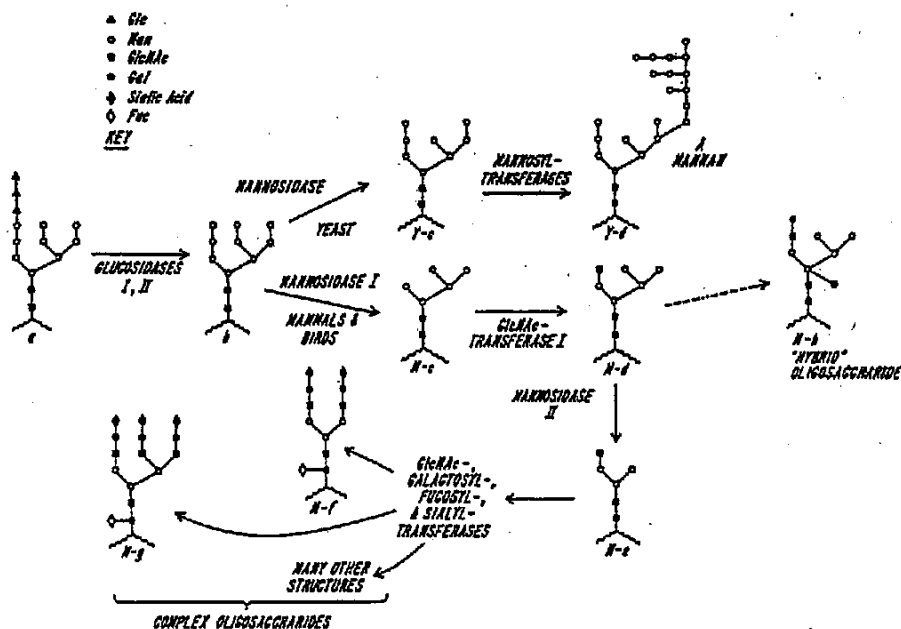 Glc
Man
GlcNAc
Gal
Sialic Acid
Fuc
KEY
MANNOSIDASE
YEAST
MANNOSYL-
TRANSFERASES
A
MANNAN
Y-c
Y-d
GLUCOSIDASES
I, II
a
b
MANNOSIDASE I
MAMMALS &
BIRDS
M-c
GlcNAc-
TRANSFERASE I
M-d
M-h
"HYBRID"
OLIGOSACCHARIDE
MANNOSIDASE
II
M-e
GlcNAc-,
GALACTOSYL-,
FUCOSYL-,
& SIALYL-
TRANSFERASES
M-f
M-g
MANY OTHER
STRUCTURES
COMPLEX OLIGOSACCHARIDES